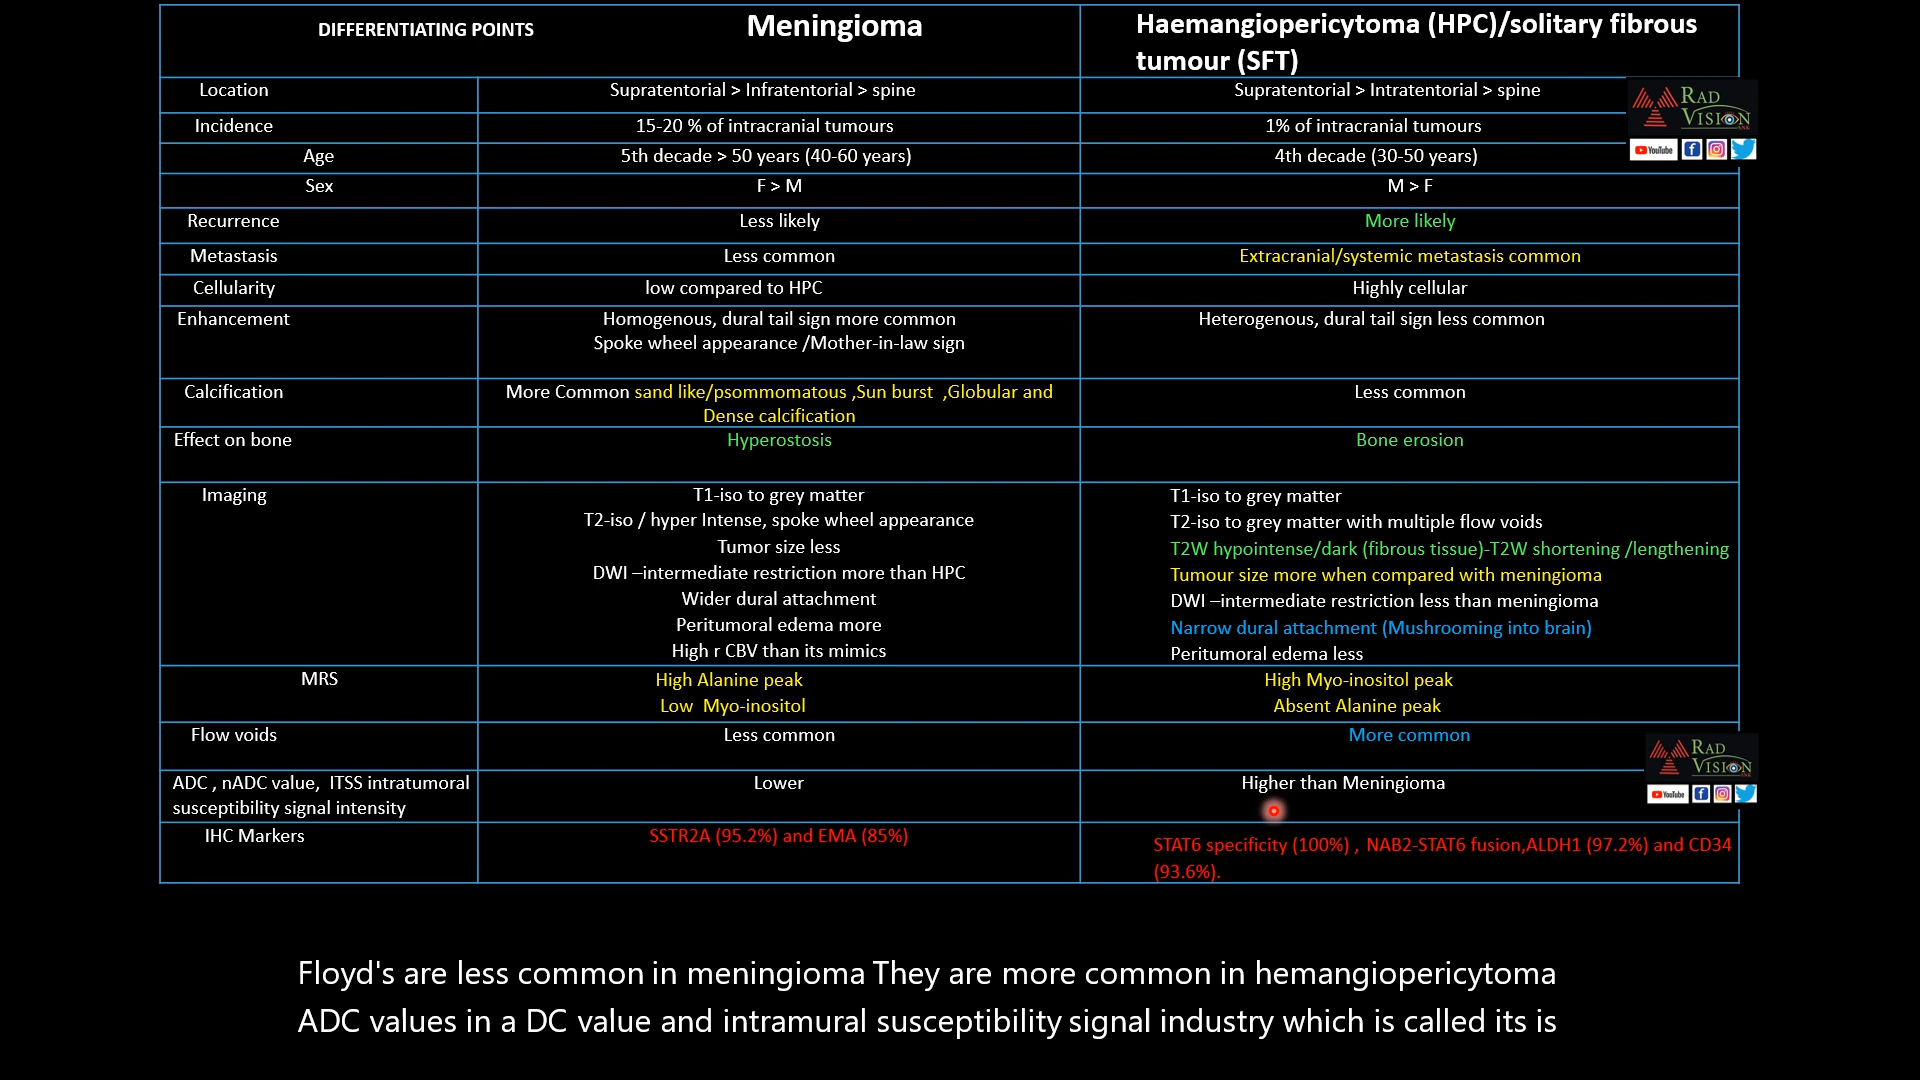 DIFFERENTIATING POINTS Meningioma Haemangiopericytoma (HPC)/solitary fibrous
tumour (SFT)
Location Supratentorial > Infratentorial > spine Supratentorial > Intratentorial > spine
Incidence 15-20 % of intracranial tumours 1% of intracranial tumours
Age 5th decade > 50 years (40-60 years) 4th decade (30-50 years)
Sex F > M M > F
Recurrence Less likely More likely
Metastasis Less common Extracranial/systemic metastasis common
Cellularity low compared to HPC Highly cellular
Enhancement Homogenous, dural tail sign more common Heterogenous, dural tail sign less common
Spoke wheel appearance /Mother-in-law sign
Calcification More Common sand like/psommomatous ,Sun burst ,Globular and Less common
Dense calcification
Effect on bone Hyperostosis Bone erosion
Imaging T1-iso to grey matter T1-iso to grey matter
T2-iso / hyper Intense, spoke wheel appearance T2-iso to grey matter with multiple flow voids
Tumor size less T2W hypointense/dark (fibrous tissue)-T2W shortening /lengthening
DWI –intermediate restriction more than HPC Tumour size more when compared with meningioma
Wider dural attachment DWI –intermediate restriction less than meningioma
Peritumoral edema more Narrow dural attachment (Mushrooming into brain)
High r CBV than its mimics Peritumoral edema less
MRS High Alanine peak High Myo-inositol peak
Low Myo-inositol Absent Alanine peak
Flow voids Less common More common
ADC , nADC value, ITSS intratumoral Lower Higher than Meningioma
susceptibility signal intensity
IHC Markers SSTR2A (95.2%) and EMA (85%) STAT6 specificity (100%) , NAB2-STAT6 fusion,ALDH1 (97.2%) and CD34
(93.6%).
RAD
VISION
YouTube
RAD
VISION
YouTube
Floyd's are less common in meningioma They are more common in hemangiopericytoma
ADC values in a DC value and intramural susceptibility signal industry which is called its is